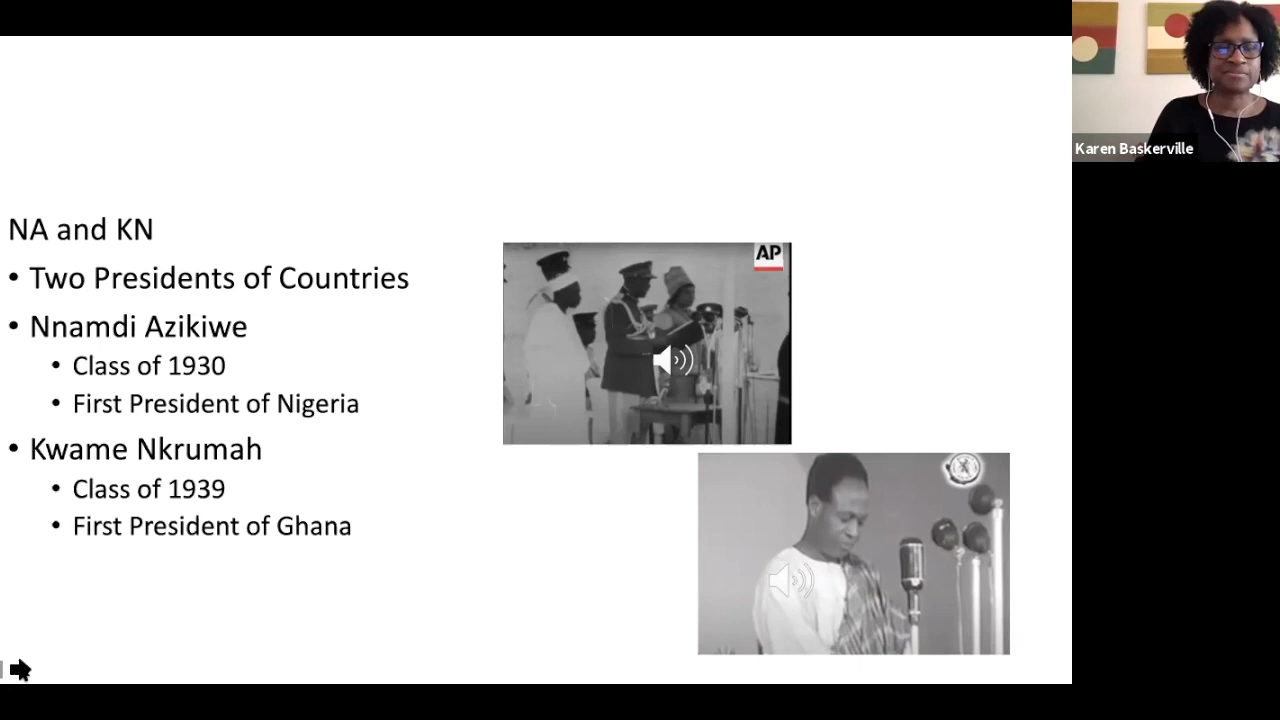 NA and KN
• Two Presidents of Countries
• Nnamdi Azikiwe
• Class of 1930
• First President of Nigeria
• Kwame Nkrumah
• Class of 1939
• First President of Ghana
AP
Karen Baskerville